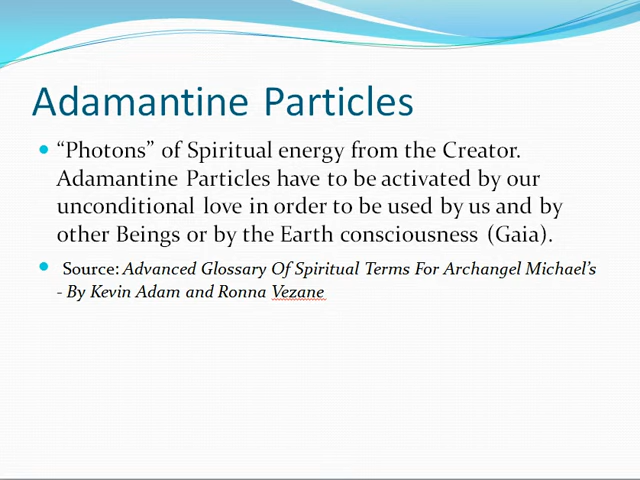 Adamantine Particles
• “Photons” of Spiritual energy from the Creator.
Adamantine Particles have to be activated by our
unconditional love in order to be used by us and by
other Beings or by the Earth consciousness (Gaia).
• Source: Advanced Glossary Of Spiritual Terms For Archangel Michael’s
- By Kevin Adam and Ronna Vezane